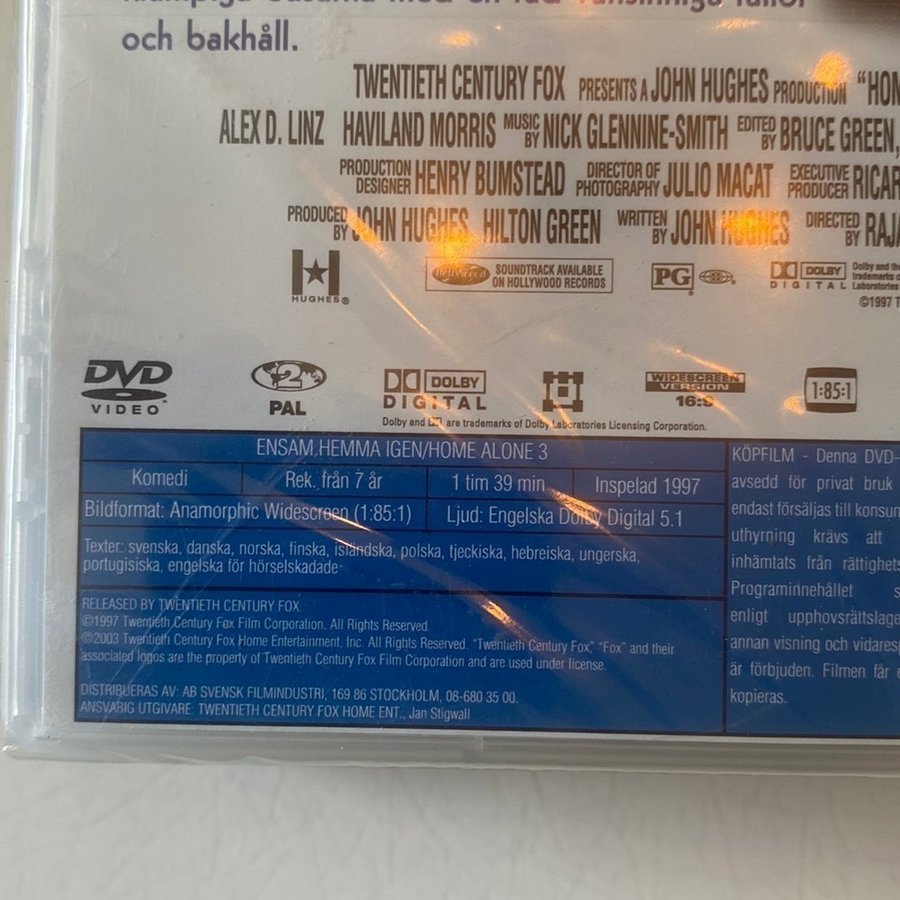 och bakhåll.
TWENTIETH CENTURY FOX PRESENTS A JOHN HUGHES PRODUCTION "HON
ALEX D. LINZ HAVILAND MORRIS MUSIC BY NICK GLENNINE-SMITH EDITED BY BRUCE GREEN,
PRODUCTION DESIGNER HENRY BUMSTEAD DIRECTOR OF PHOTOGRAPHY JULIO MACAT EXECUTIVE PRODUCER RICAR
PRODUCED BY JOHN HUGHES HILTON GREEN WRITTEN BY JOHN HUGHES DIRECTED BY RAJA
H HUGHES®
Hollywood SOUNDTRACK AVAILABLE ON HOLLYWOOD RECORDS
PG
DOLBY DIGITAL
Dolby and the
trademarks o
Laboratories
©1997 T
DVD VIDEO
2 PAL
DOLBY DIGITAL
WIDESCREEN VERSION 16:9
1:85:1
Dolby and are trademarks of Dolby Laboratories Licensing Corporation.
ENSAM HEMMA IGEN/HOME ALONE 3
Komedi Rek. från 7 år 1 tim 39 min Inspelad 1997
Bildformat: Anamorphic Widescreen (1:85:1) Ljud: Engelska Dolby Digital 5.1
Texter: svenska, danska, norska, finska, isländska, polska, tjeckiska, hebreiska, ungerska,
portugisiska, engelska för hörselskadade
RELEASED BY TWENTIETH CENTURY FOX
©1997 Twentieth Century Fox Film Corporation. All Rights Reserved.
©2003 Twentieth Century Fox Home Entertainment, Inc. All Rights Reserved. "Twentieth Century Fox," "Fox" and their
associated logos are the property of Twentieth Century Fox Film Corporation and are used under license.
DISTRIBUERAS AV: AB SVENSK FILMINDUSTRI, 169 86 STOCKHOLM, 08-680 35 00.
ANSVARIG UTGIVARE: TWENTIETH CENTURY FOX HOME ENT., Jan Stigwall
KÖPFILM - Denna DVD-
avsedd för privat bruk
endast försäljas till konsun
uthyrning krävs att
inhämtats från rättighets
Programinnehållet s
enligt upphovsrättslage
annan visning och vidaresp
är förbjuden. Filmen får
kopieras.